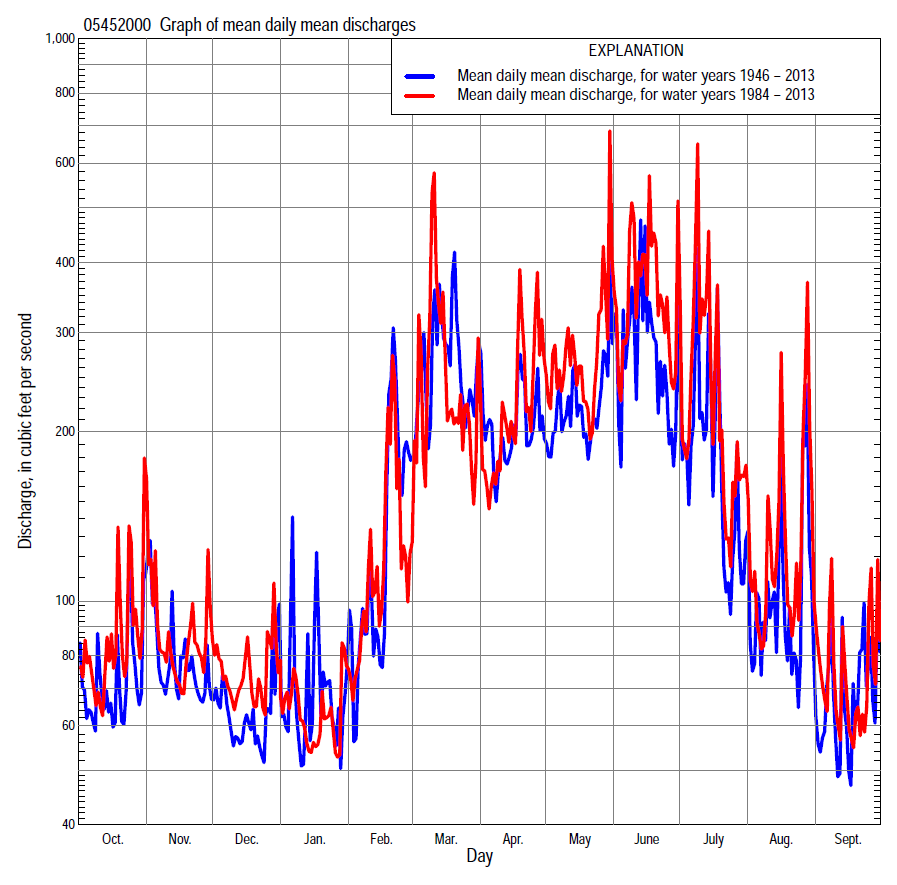 05452000 Graph of mean daily mean discharges
EXPLANATION
Mean daily mean discharge, for water years 1946 – 2013
Mean daily mean discharge, for water years 1984 – 2013
1,000
800
600
400
300
200
100
80
60
40
Discharge, in cubic feet per second
Oct. Nov. Dec. Jan. Feb. Mar. Apr. May June July Aug. Sept.
Day